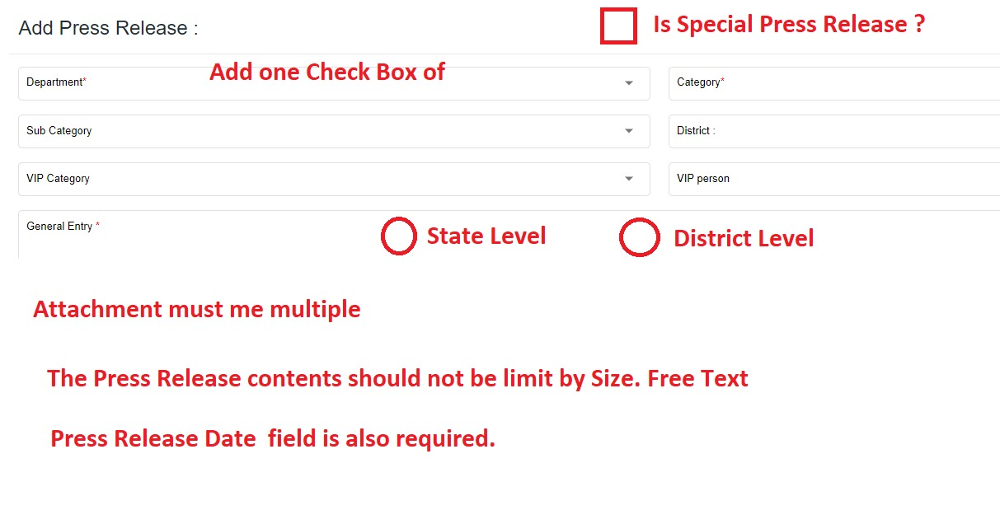 Add Press Release :
Is Special Press Release ?
Add one Check Box of
Department*
Category*
Sub Category
District :
VIP Category
VIP person
General Entry *
State Level
District Level
Attachment must me multiple
The Press Release contents should not be limit by Size. Free Text
Press Release Date  field is also required.